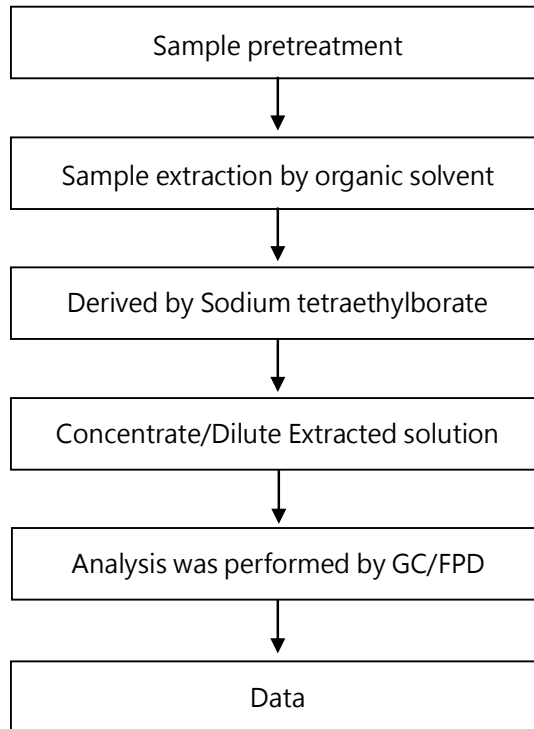 Sample pretreatment
Sample extraction by organic solvent
Derived by Sodium tetraethylborate
Concentrate/Dilute Extracted solution
Analysis was performed by GC/FPD
Data